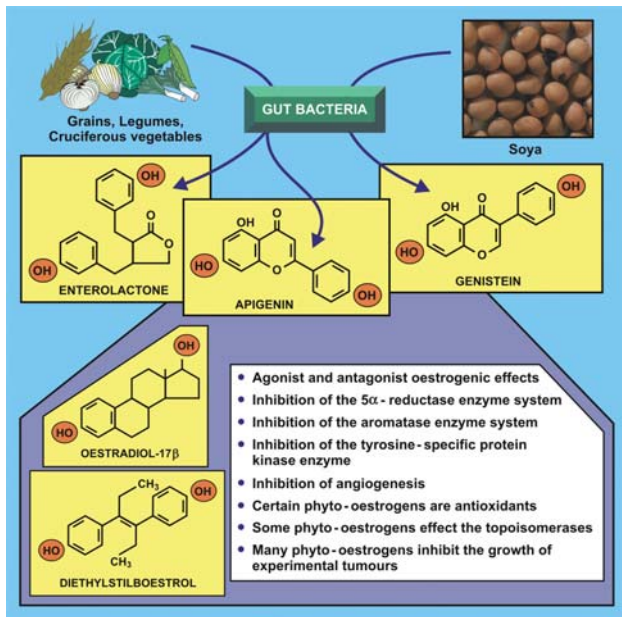 Grains, Legumes,
Cruciferous vegetables
GUT BACTERIA
Soya
OH
OH
O
O
ENTEROLACTONE
OH
O
HO
O
OH
APIGENIN
OH
O
OH
HO
O
GENISTEIN
OH
HO
OESTRADIOL-17β
CH3
OH
HO
CH3
DIETHYLSTILBOESTROL
• Agonist and antagonist oestrogenic effects
• Inhibition of the 5α- reductase enzyme system
• Inhibition of the aromatase enzyme system
• Inhibition of the tyrosine-specific protein
kinase enzyme
• Inhibition of angiogenesis
• Certain phyto-oestrogens are antioxidants
• Some phyto-oestrogens effect the topoisomerases
• Many phyto-oestrogens inhibit the growth of
experimental tumours